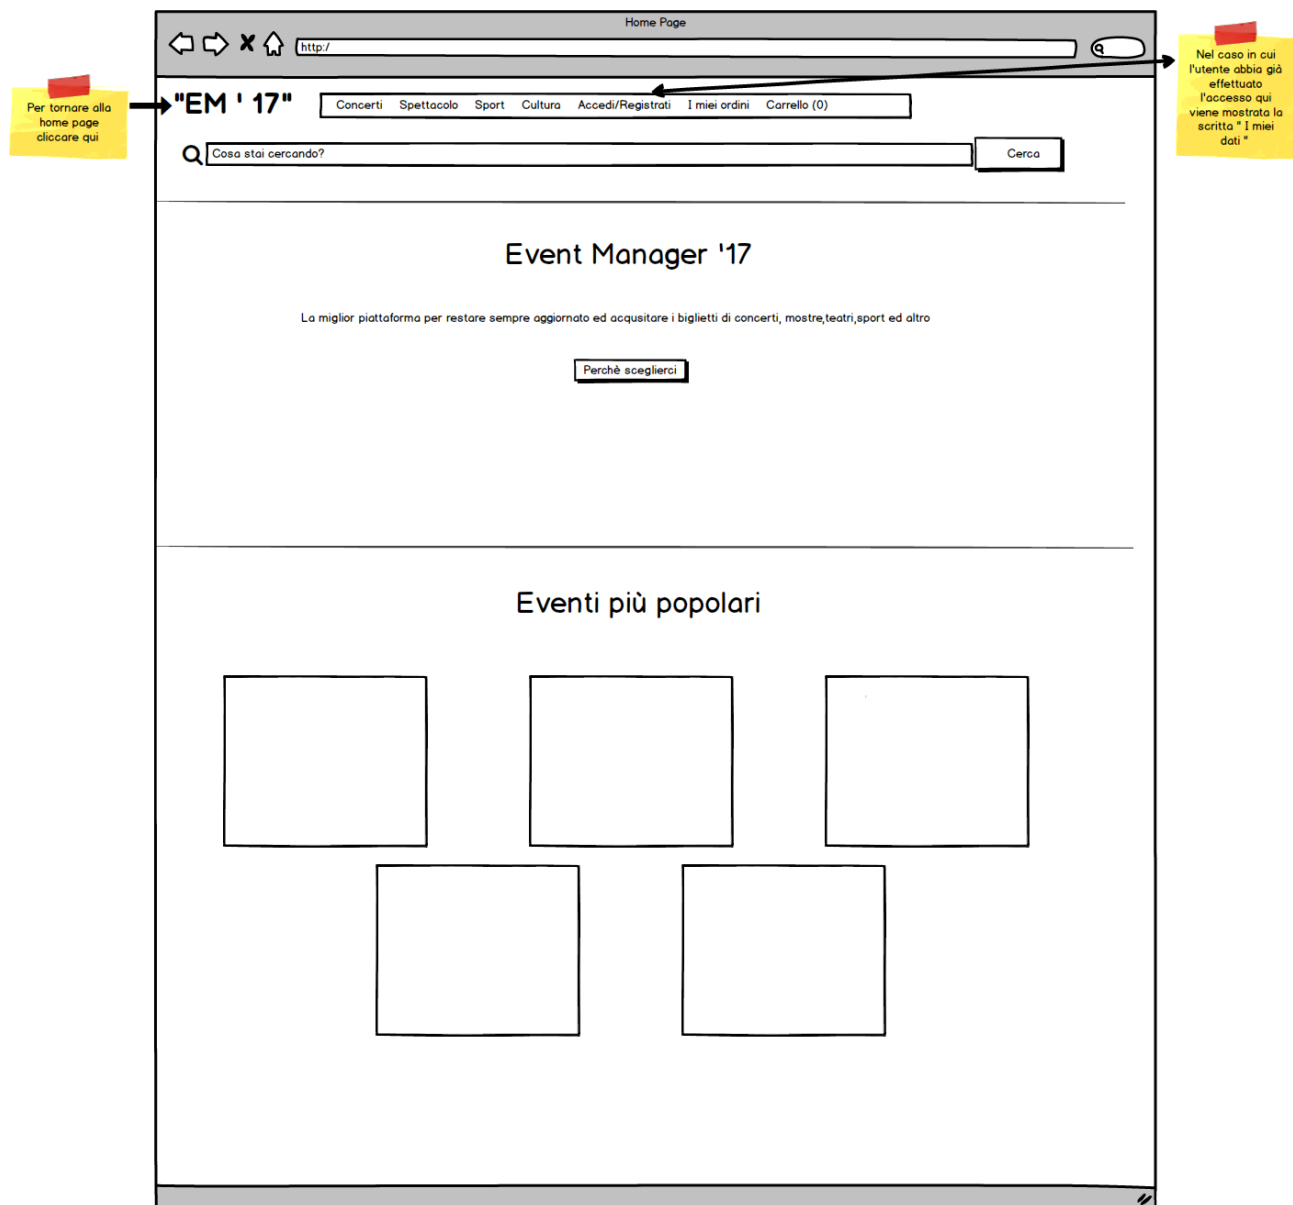 Home Page
http:/
Per tornare alla
home page
cliccare qui
"EM ' 17"
Concerti Spettacolo Sport Cultura Accedi/Registrati I miei ordini Carrello (0)
Nel caso in cui
l'utente abbia già
effettuato
l'accesso qui
viene mostrata la
scritta " I miei
dati "
Cosa stai cercando?
Cerca
Event Manager '17
La miglior piattaforma per restare sempre aggiornato ed acqusitare i biglietti di concerti, mostre,teatri,sport ed altro
Perchè sceglierci
Eventi più popolari